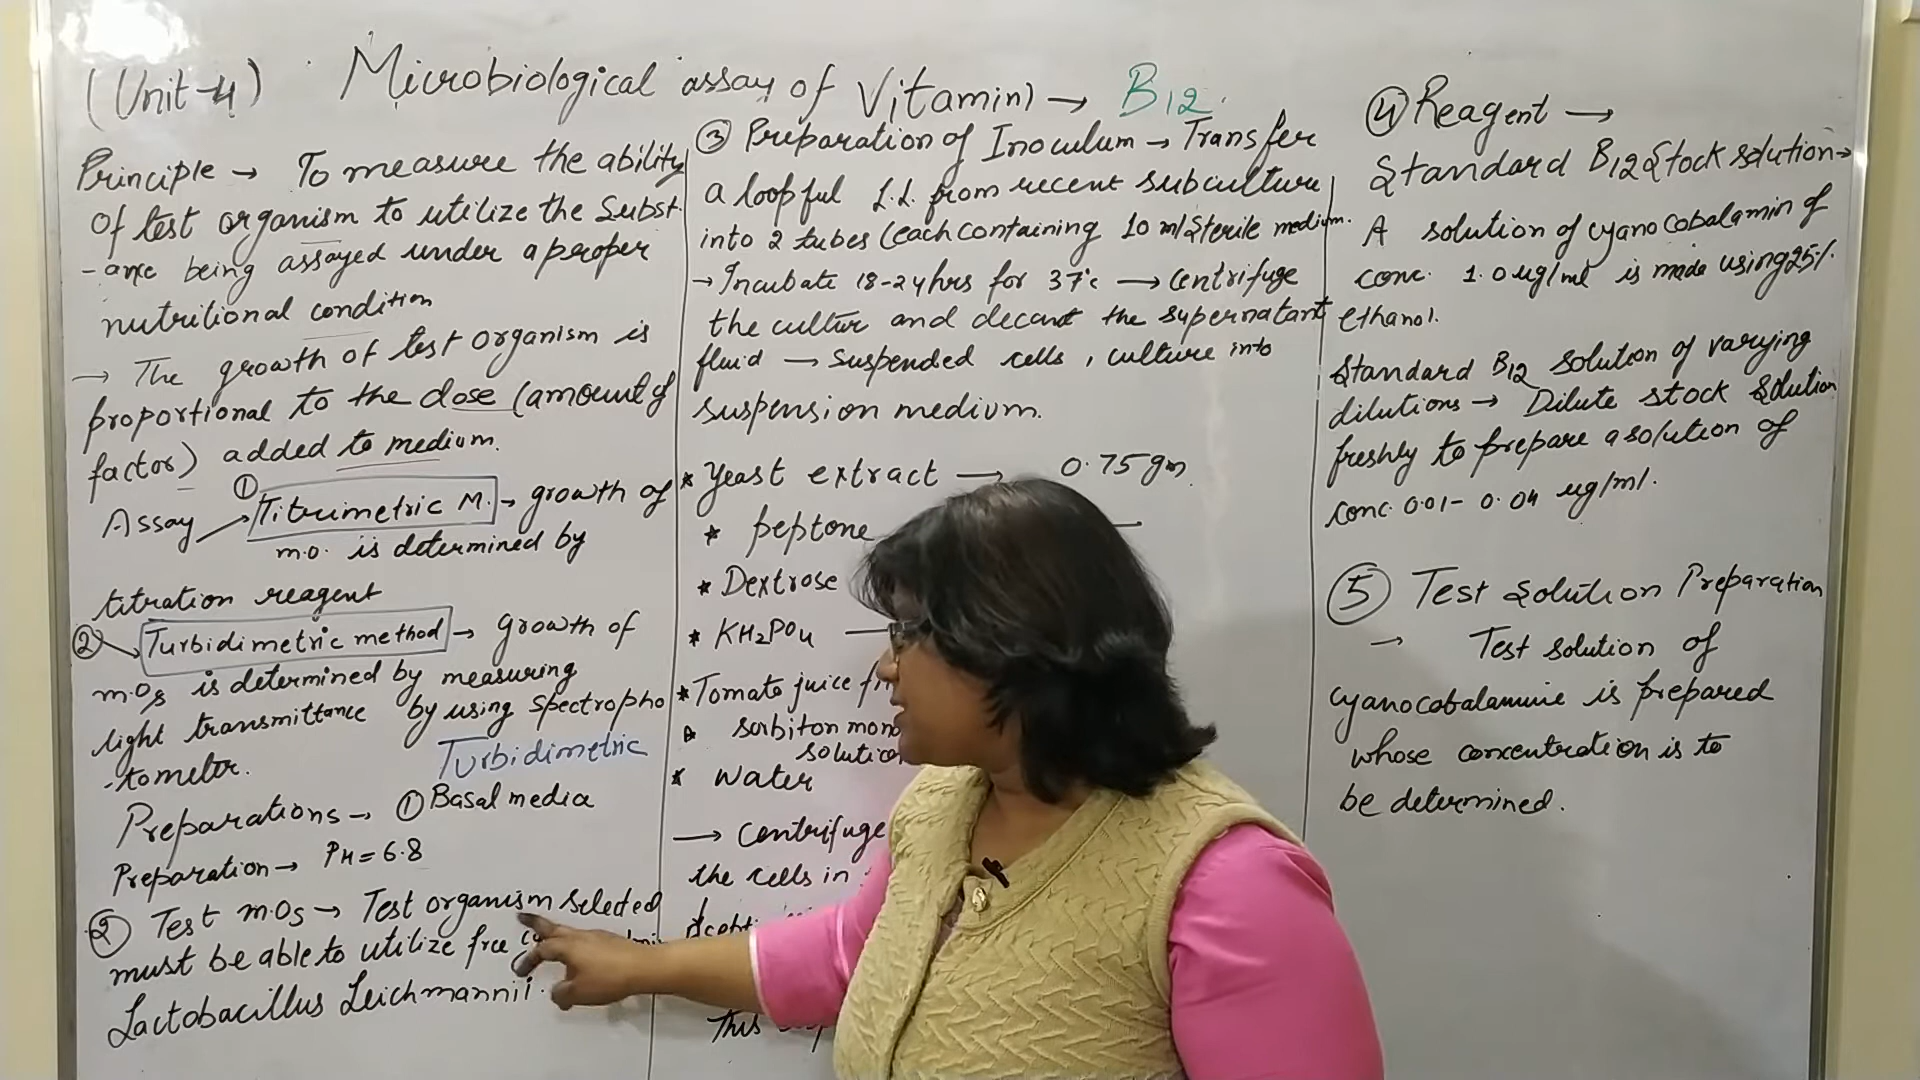 (Unit-4) Microbiological assay of Vitamin → B12.
Principle → To measure the ability
of test organism to utilize the subst-
-ance being assayed under a proper
nutritional condition
→ The growth of test organism is
proportional to the dose (amount of
factor) added to medium.
Assay → ① Titrimetric M. → growth of
m.o. is determined by
titration reagent
② Turbidimetric method → growth of
m.Os is determined by measuring
light transmittance by using spectropho
-tometer.
Turbidimetric
Preparations → ① Basal media
Preparation → PH = 6.8
② Test m.Os → Test organism selected
must be able to utilize free
Lactobacillus Leichmannii.
③ Preparation of Inoculum → Transfer
a loopful L.L. from recent subculture
into 2 tubes (each containing 10 ml sterile medium.
→ Incubate 18-24hrs for 37°c → centrifuge
the culture and decant the supernatant
fluid → suspended cells, culture into
suspension medium.
* Yeast extract → 0.75gm
* peptone
* Dextrose
* KH2PO4
* Tomato juice
* sorbiton mono
solution
* water
→ centrifuge
the cells in
This
④ Reagent →
Standard B12 Stock solution →
A solution of cyanocobalamin of
conc. 1.0 ug/ml is made using 25%
ethanol.
Standard B12 solution of varying
dilutions → Dilute stock solution
freshly to prepare a solution of
conc. 0.01- 0.04 ug/ml.
⑤ Test solution Preparation
→ Test solution of
cyanocobalamine is prepared
whose concentration is to
be determined.